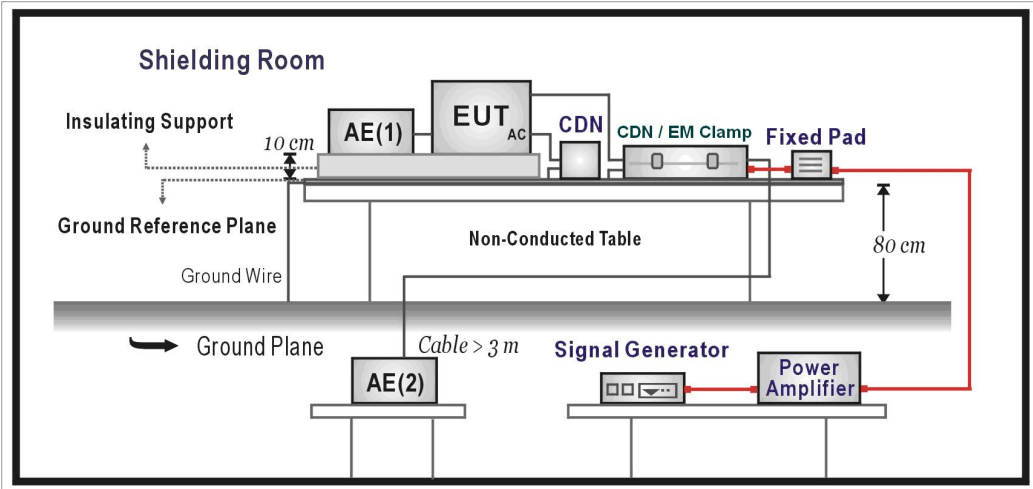 Shielding Room
Insulating Support
10 cm
AE(1)
EUT
AC
CDN
CDN / EM Clamp
Fixed Pad
Ground Reference Plane
Non-Conducted Table
80 cm
Ground Wire
Ground Plane
Cable > 3 m
AE(2)
Signal Generator
Power
Amplifier